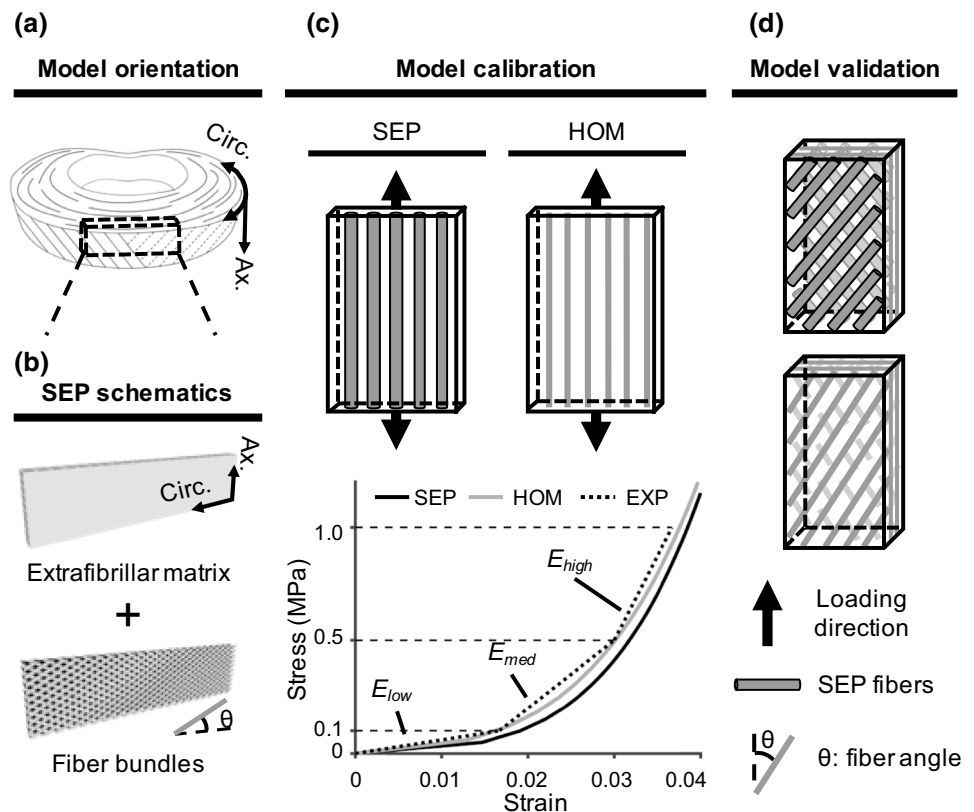 (a)
Model orientation
Circ.
Ax.
(b)
SEP schematics
Ax.
Circ.
Extrafibrillar matrix
+
θ
Fiber bundles
(c)
Model calibration
SEP
HOM
SEP HOM EXP
Stress (MPa)
1.0
0.5
0.1
0
E_high
E_med
E_low
0 0.01 0.02 0.03 0.04
Strain
(d)
Model validation
Loading
direction
SEP fibers
θ
θ: fiber angle